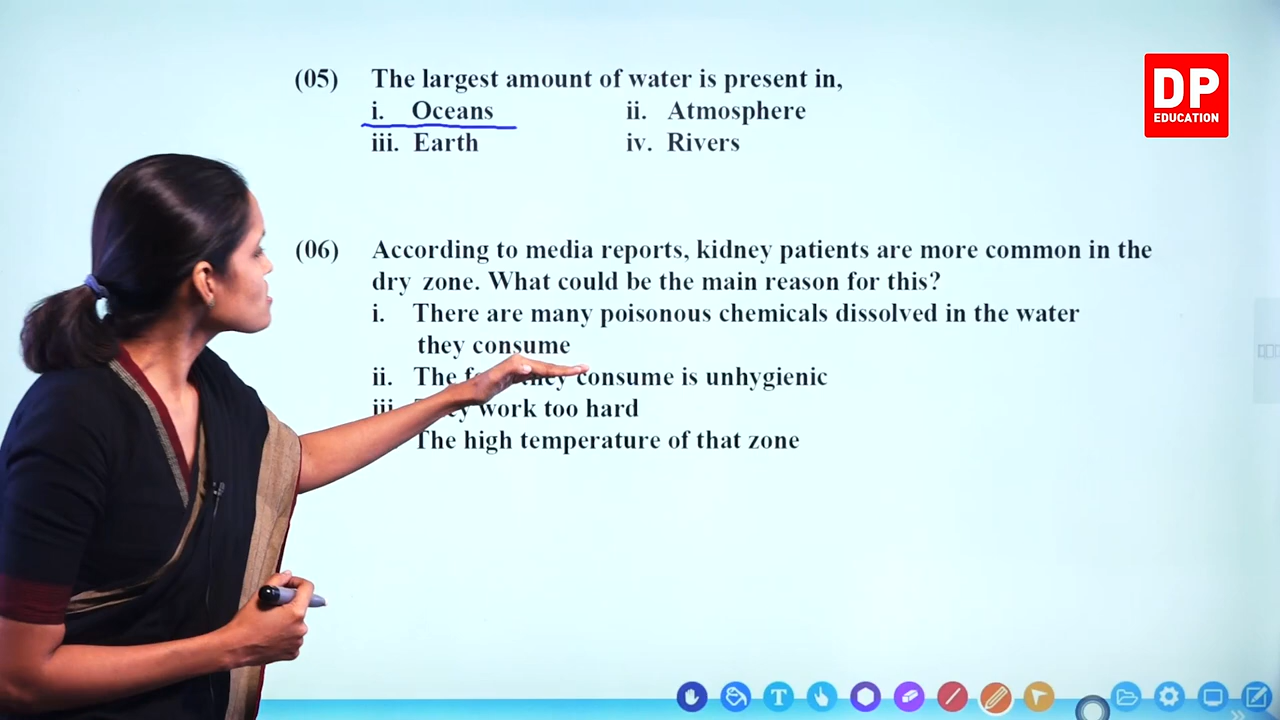 (05) The largest amount of water is present in,
i. Oceans ii. Atmosphere
iii. Earth iv. Rivers
(06) According to media reports, kidney patients are more common in the
dry zone. What could be the main reason for this?
i. There are many poisonous chemicals dissolved in the water
they consume
ii. The consume is unhygienic
work too hard
The high temperature of that zone
DP
EDUCATION